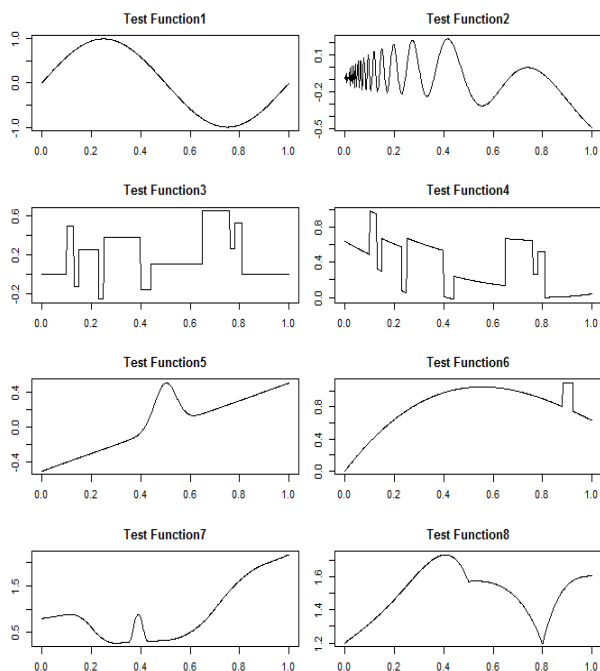 Test Function1
1.0
0.0
-1.0
0.0 0.2 0.4 0.6 0.8 1.0
Test Function2
0.1
-0.2
-0.5
0.0 0.2 0.4 0.6 0.8 1.0
Test Function3
0.6
0.2
-0.2
0.0 0.2 0.4 0.6 0.8 1.0
Test Function4
0.8
0.4
0.0
0.0 0.2 0.4 0.6 0.8 1.0
Test Function5
0.4
0.0
-0.4
0.0 0.2 0.4 0.6 0.8 1.0
Test Function6
0.8
0.4
0.0
0.0 0.2 0.4 0.6 0.8 1.0
Test Function7
1.5
0.5
0.0 0.2 0.4 0.6 0.8 1.0
Test Function8
1.6
1.4
1.2
0.0 0.2 0.4 0.6 0.8 1.0